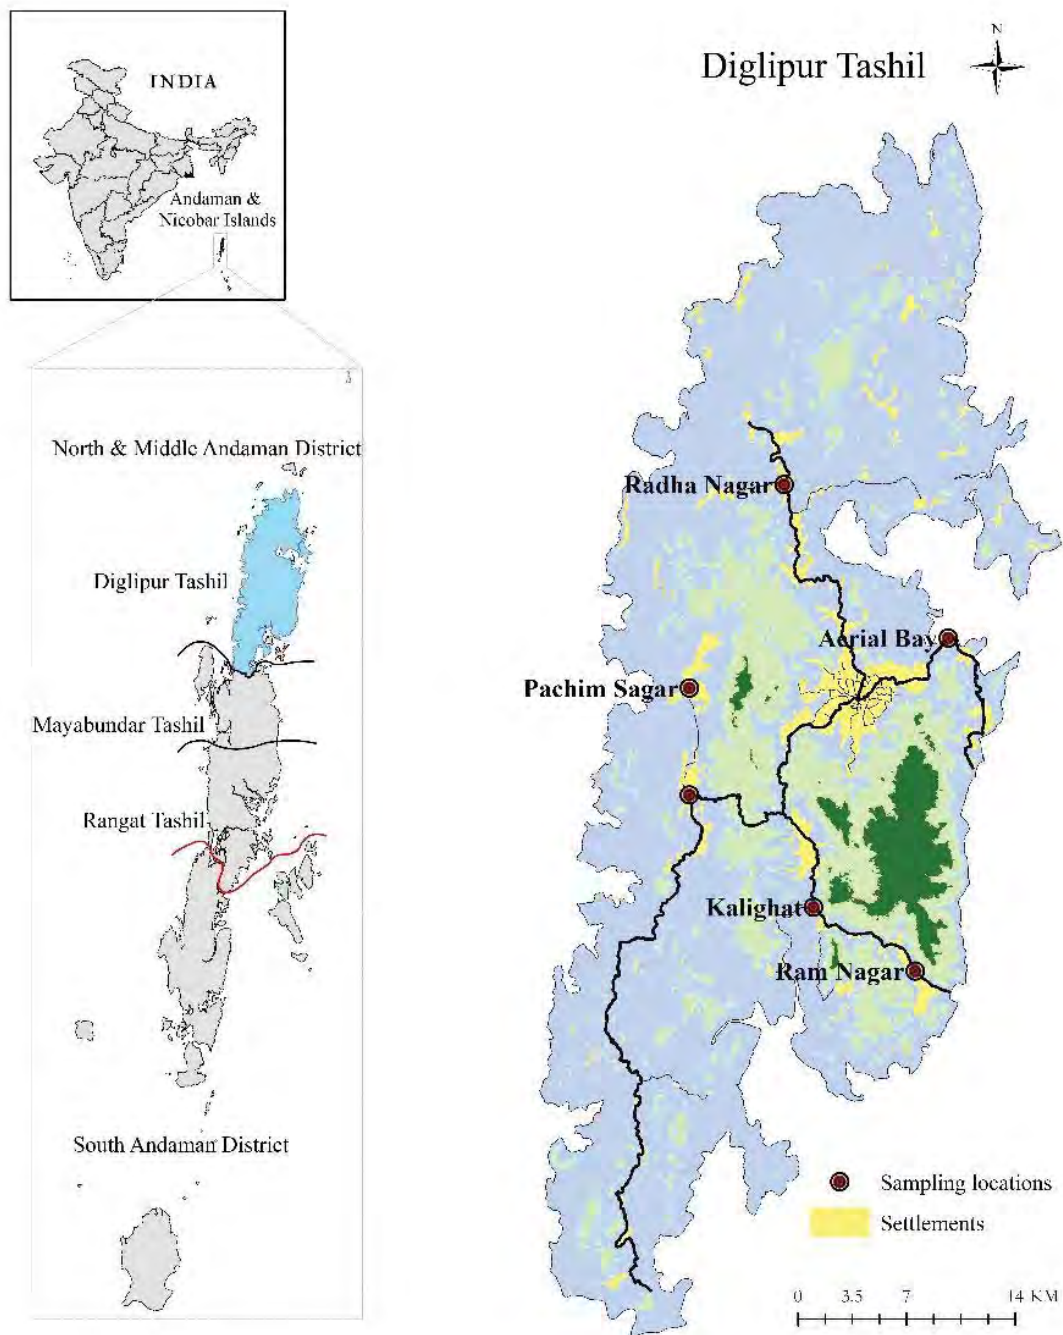 INDIA
Andaman &
Nicobar Islands
North & Middle Andaman District
Diglipur Tashil
Mayabundar Tashil
Rangat Tashil
South Andaman District
Diglipur Tashil
N
Radha Nagar
Aerial Bay
Pachim Sagar
Kalighat
Ram Nagar
Sampling locations
Settlements
0 3.5 7 14 KM